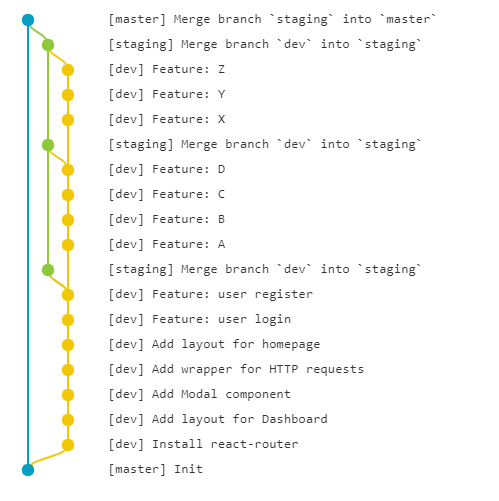 [master] Merge branch `staging` into `master`
[staging] Merge branch `dev` into `staging`
[dev] Feature: Z
[dev] Feature: Y
[dev] Feature: X
[staging] Merge branch `dev` into `staging`
[dev] Feature: D
[dev] Feature: C
[dev] Feature: B
[dev] Feature: A
[staging] Merge branch `dev` into `staging`
[dev] Feature: user register
[dev] Feature: user login
[dev] Add layout for homepage
[dev] Add wrapper for HTTP requests
[dev] Add Modal component
[dev] Add layout for Dashboard
[dev] Install react-router
[master] Init